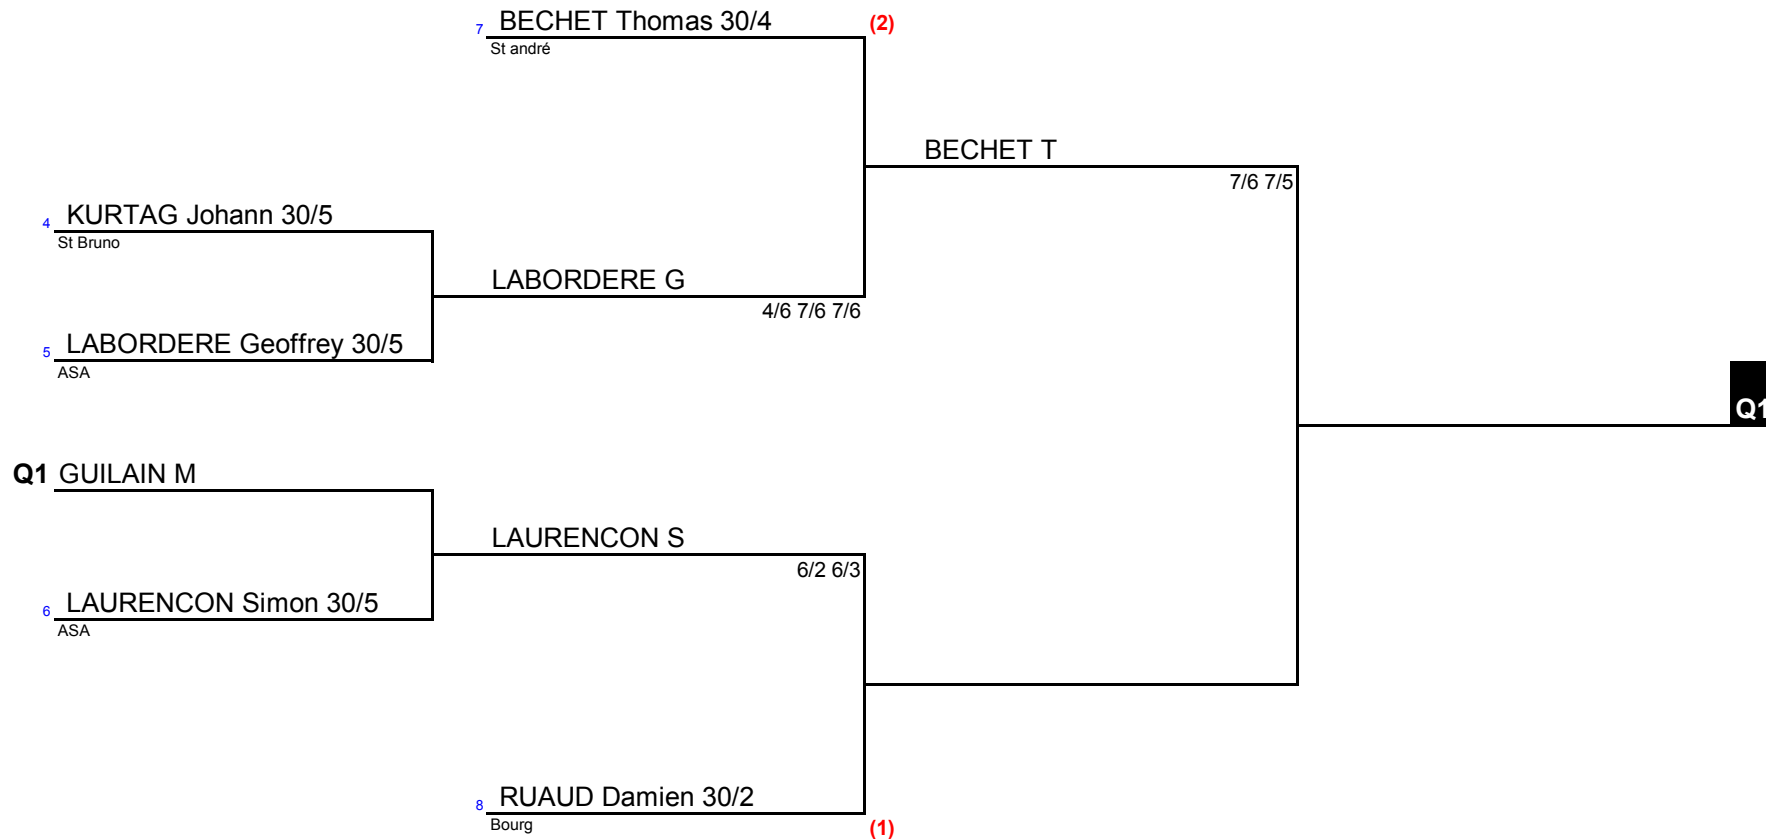 7 BECHET Thomas 30/4 (2)
St andré
BECHET T
7/6 7/5
4 KURTAG Johann 30/5
St Bruno
LABORDERE G
4/6 7/6 7/6
5 LABORDERE Geoffrey 30/5
ASA
Q1
Q1 GUILAIN M
LAURENCON S
6/2 6/3
6 LAURENCON Simon 30/5
ASA
8 RUAUD Damien 30/2
Bourg (1)